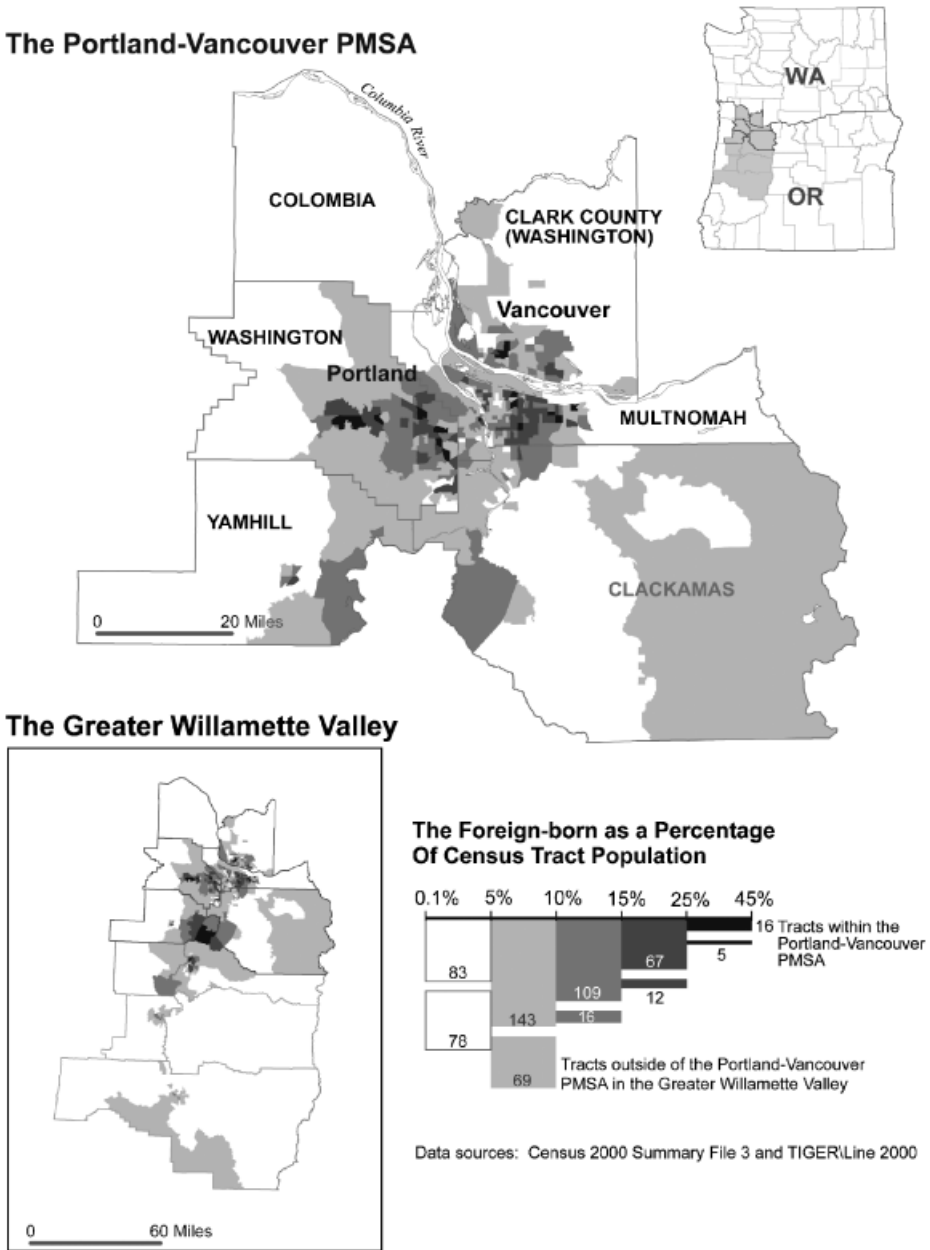 The Portland-Vancouver PMSA
Columbia River
WA
OR
COLOMBIA
CLARK COUNTY
(WASHINGTON)
WASHINGTON
Vancouver
Portland
MULTNOMAH
YAMHILL
CLACKAMAS
0 20 Miles
The Greater Willamette Valley
0 60 Miles
The Foreign-born as a Percentage
Of Census Tract Population
0.1% 5% 10% 15% 25% 45%
16 Tracts within the
Portland-Vancouver
PMSA
5
67
83
109
12
143
16
78
69
Tracts outside of the Portland-Vancouver
PMSA in the Greater Willamette Valley
Data sources: Census 2000 Summary File 3 and TIGER\Line 2000